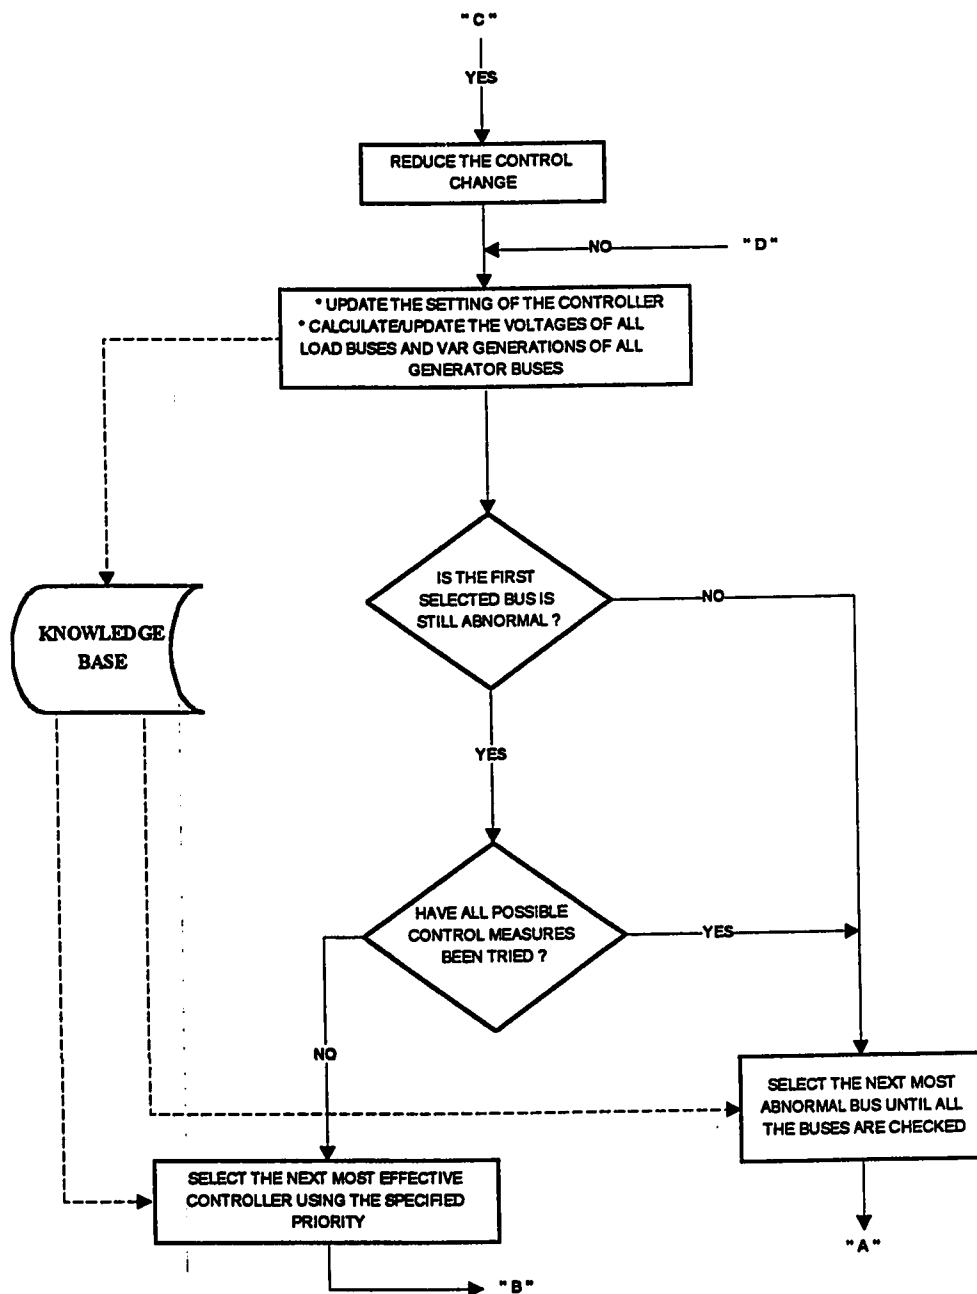 "C"
YES
REDUCE THE CONTROL
CHANGE
NO
"D"
* UPDATE THE SETTING OF THE CONTROLLER
* CALCULATE/UPDATE THE VOLTAGES OF ALL
LOAD BUSES AND VAR GENERATIONS OF ALL
GENERATOR BUSES
IS THE FIRST
SELECTED BUS IS
STILL ABNORMAL ?
NO
KNOWLEDGE
BASE
YES
HAVE ALL POSSIBLE
CONTROL MEASURES
BEEN TRIED ?
YES
NO
SELECT THE NEXT MOST
ABNORMAL BUS UNTIL ALL
THE BUSES ARE CHECKED
SELECT THE NEXT MOST EFFECTIVE
CONTROLLER USING THE SPECIFIED
PRIORITY
"A"
"B"